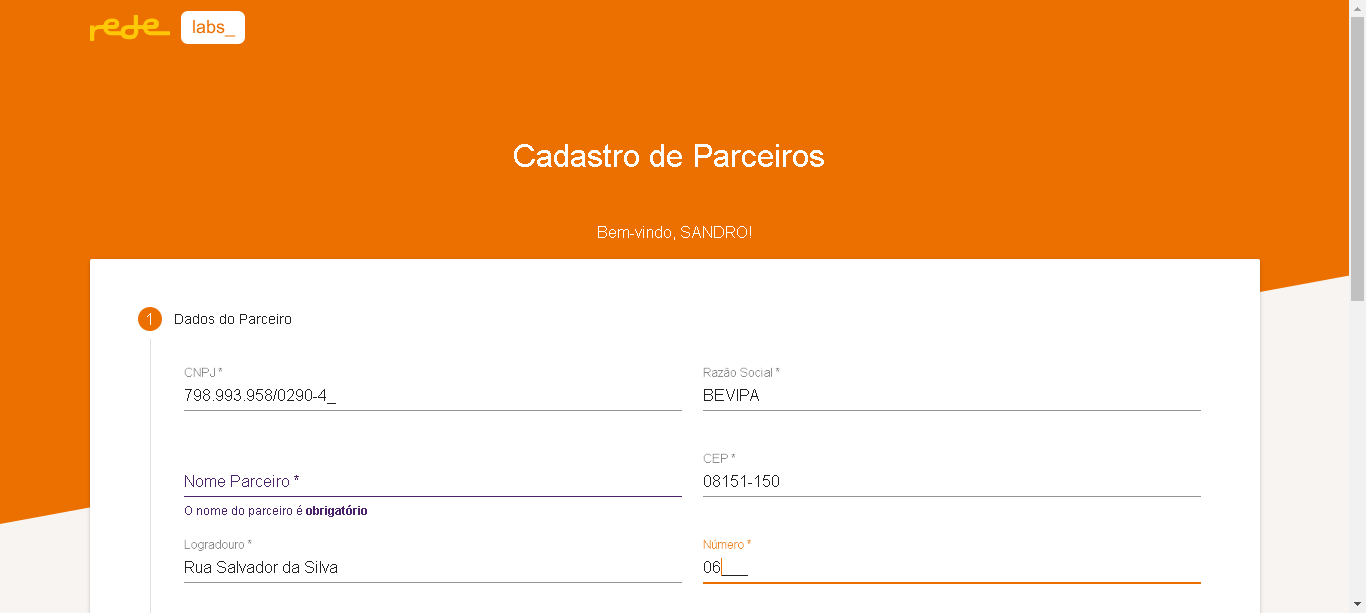 rede labs_
Cadastro de Parceiros
Bem-vindo, SANDRO!
1 Dados do Parceiro
CNPJ *
798.993.958/0290-4_
Razão Social *
BEVIPA
Nome Parceiro *
O nome do parceiro é obrigatório
CEP *
08151-150
Logradouro *
Rua Salvador da Silva
Número *
06___